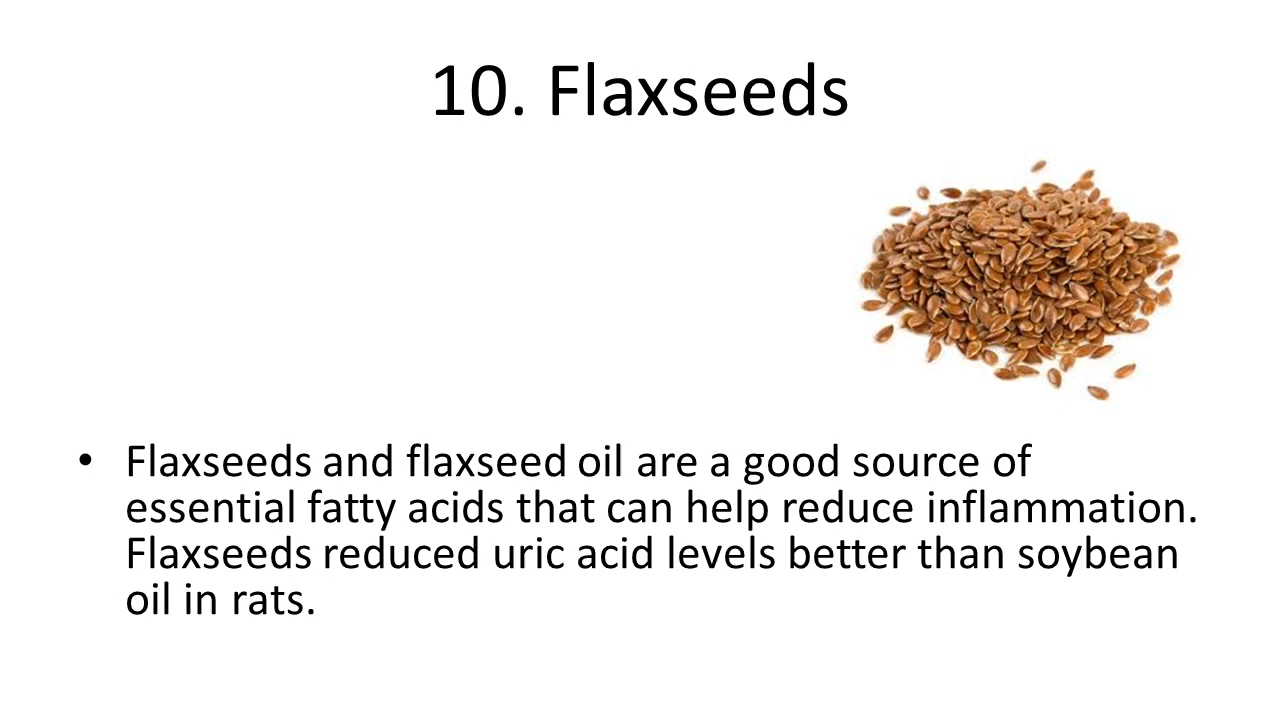 10. Flaxseeds
• Flaxseeds and flaxseed oil are a good source of
essential fatty acids that can help reduce inflammation.
Flaxseeds reduced uric acid levels better than soybean
oil in rats.